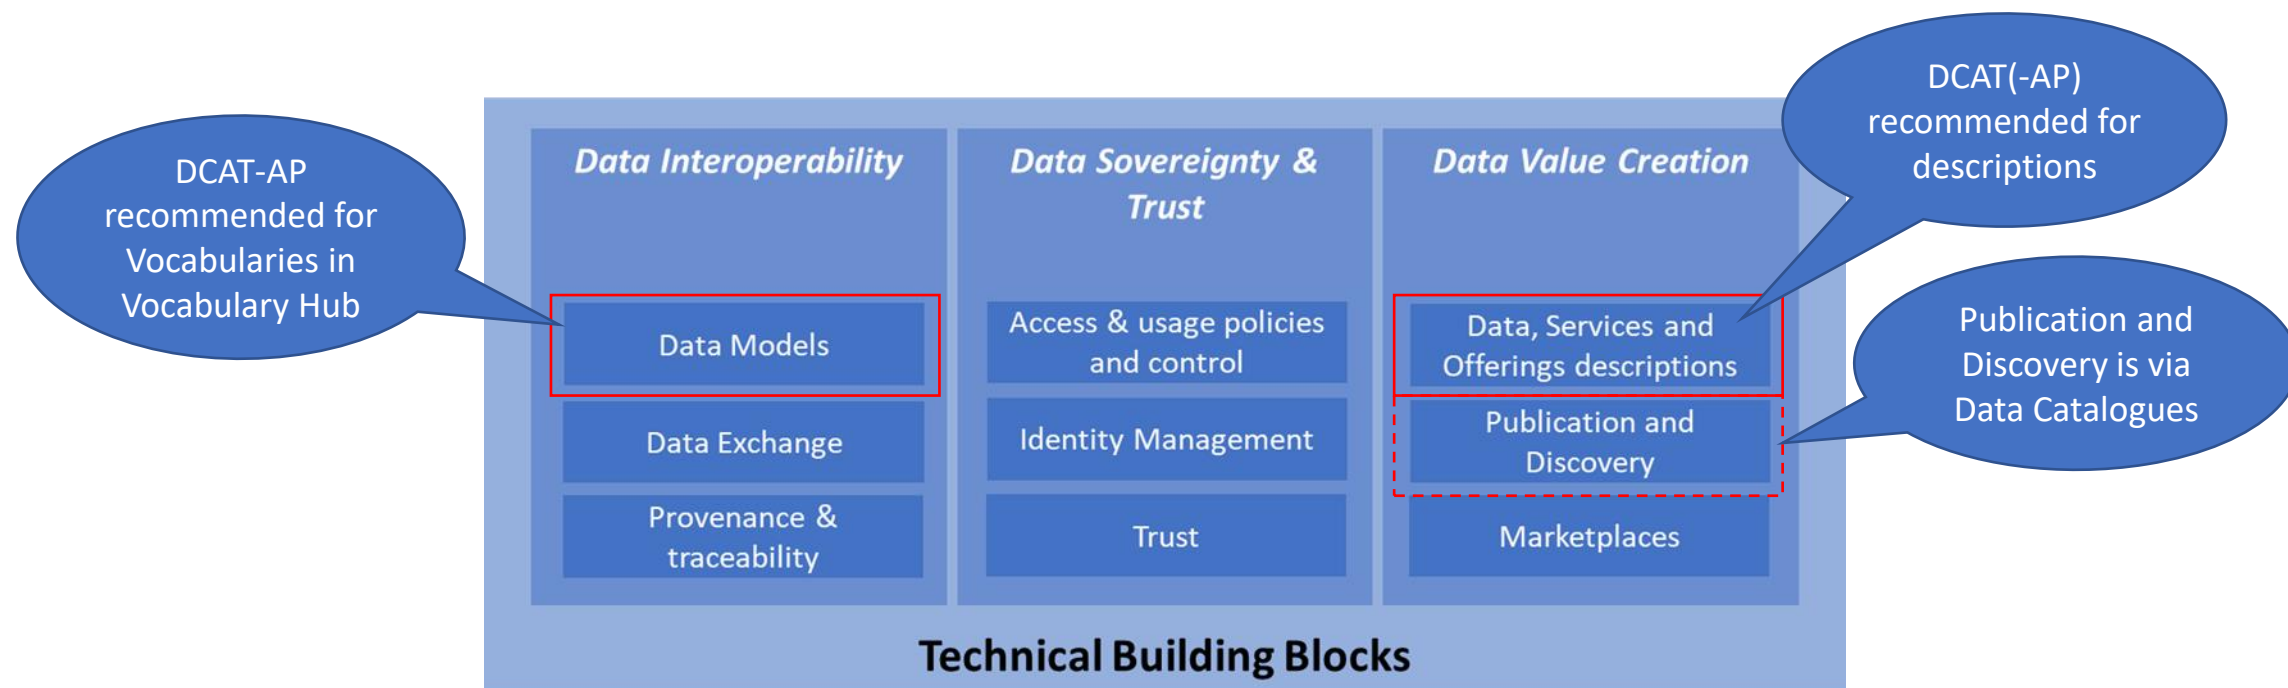 DCAT-AP
recommended for
Vocabularies in
Vocabulary Hub
Data Interoperability
Data Models
Data Exchange
Provenance &
traceability
Data Sovereignty &
Trust
Access & usage policies
and control
Identity Management
Trust
Data Value Creation
Data, Services and
Offerings descriptions
Publication and
Discovery
Marketplaces
DCAT(-AP)
recommended for
descriptions
Publication and
Discovery is via
Data Catalogues
Technical Building Blocks